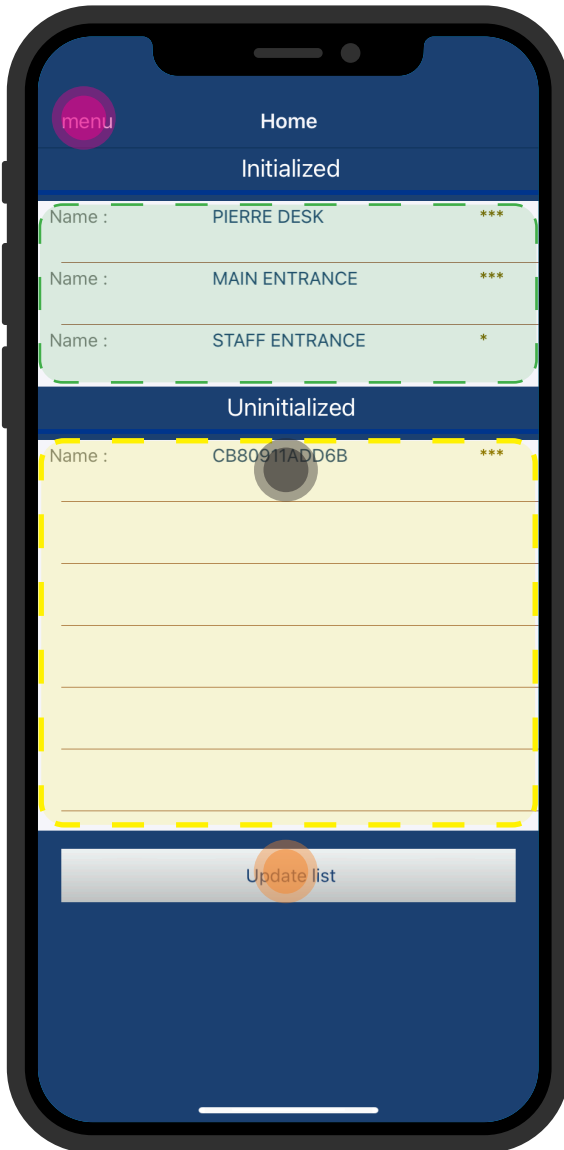 menu Home
Initialized
Name : PIERRE DESK ***
Name : MAIN ENTRANCE ***
Name : STAFF ENTRANCE *
Uninitialized
Name : CB80911ADD6B ***
Update list